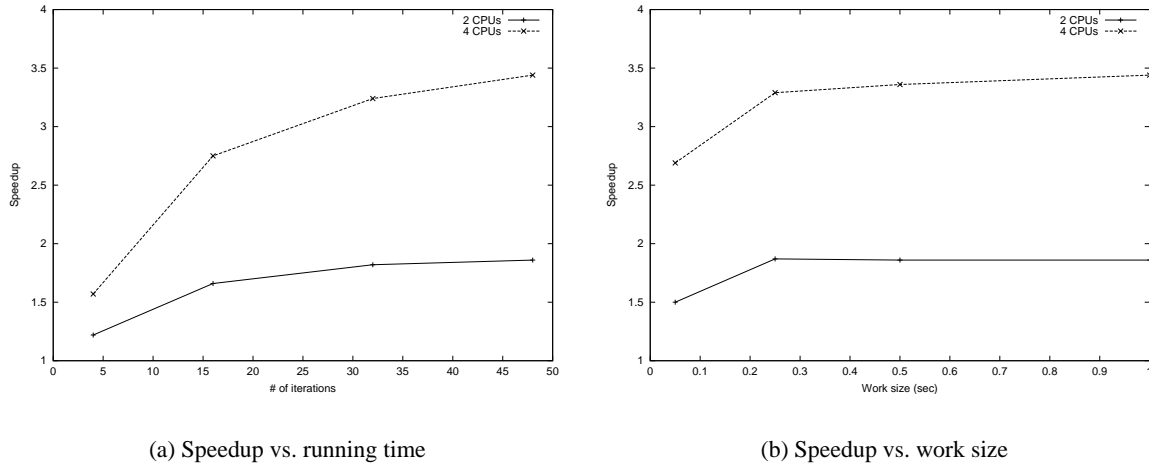 4
3.5
3
2.5
2
1.5
1
Speedup
0 5 10 15 20 25 30 35 40 45 50
# of iterations
2 CPUs
4 CPUs
(a) Speedup vs. running time
4
3.5
3
2.5
2
1.5
1
Speedup
0 0.1 0.2 0.3 0.4 0.5 0.6 0.7 0.8 0.9 1
Work size (sec)
2 CPUs
4 CPUs
(b) Speedup vs. work size